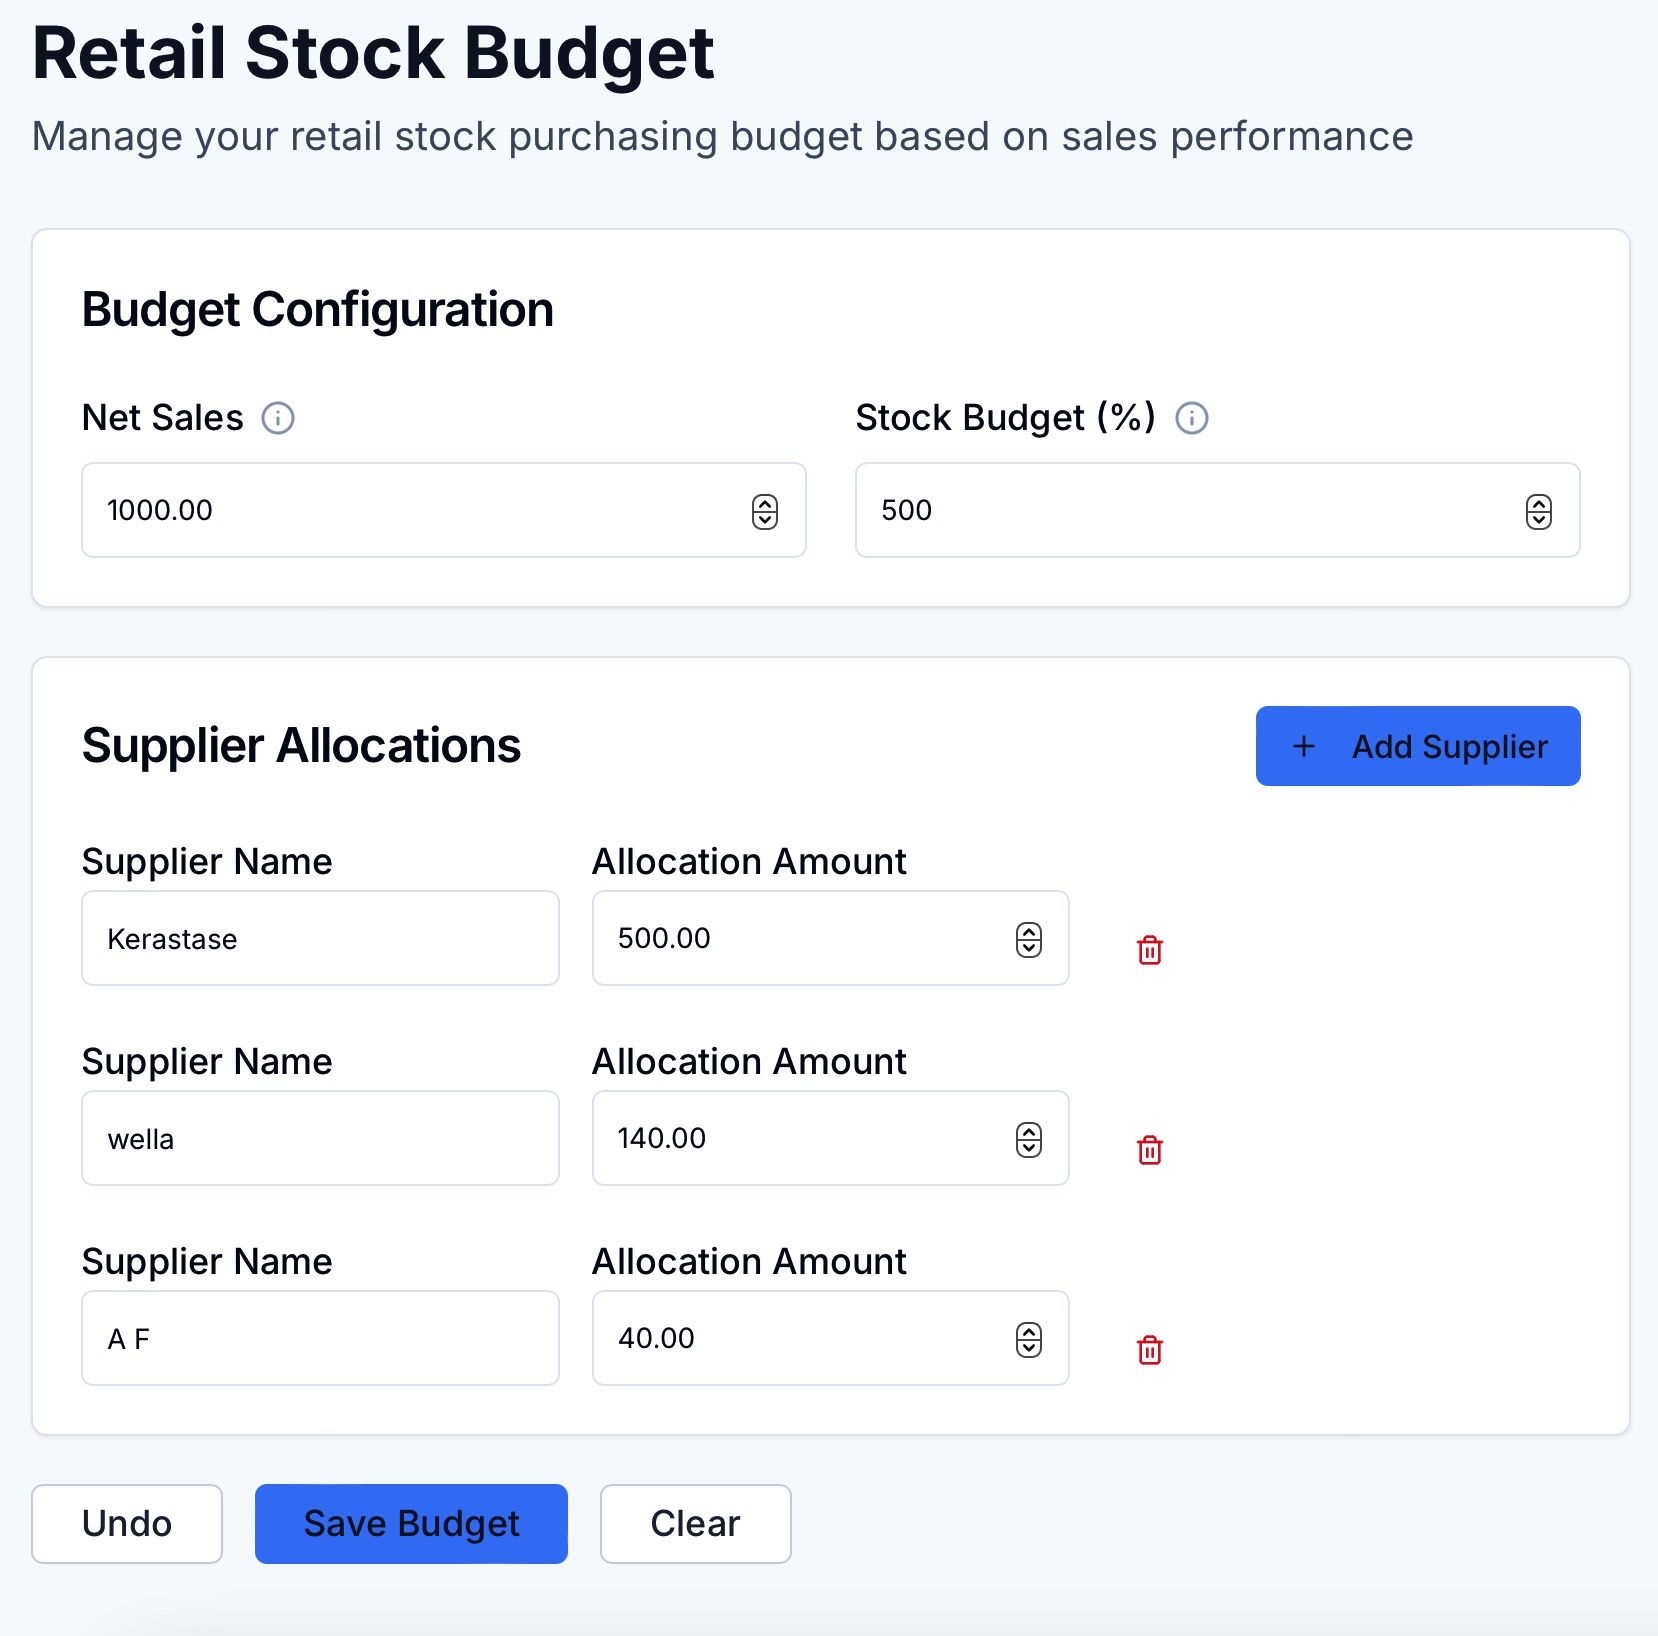 Retail Stock Budget
Manage your retail stock purchasing budget based on sales performance
Budget Configuration
Net Sales
Stock Budget (%)
1000.00
500
Supplier Allocations
+ Add Supplier
Supplier Name
Allocation Amount
Kerastase
500.00
Supplier Name
Allocation Amount
wella
140.00
Supplier Name
Allocation Amount
A F
40.00
Undo
Save Budget
Clear